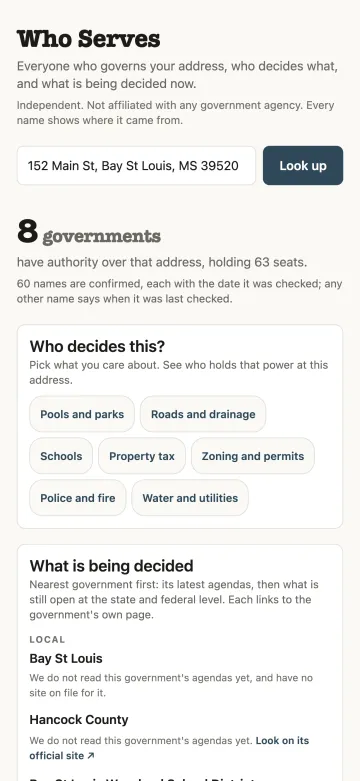 Who Serves
Everyone who governs your address, who decides what,
and what is being decided now.
Independent. Not affiliated with any government agency. Every
name shows where it came from.
152 Main St, Bay St Louis, MS 39520
Look up
8 governments
have authority over that address, holding 63 seats.
60 names are confirmed, each with the date it was checked; any
other name says when it was last checked.
Who decides this?
Pick what you care about. See who holds that power at this
address.
Pools and parks
Roads and drainage
Schools
Property tax
Zoning and permits
Police and fire
Water and utilities
What is being decided
Nearest government first: its latest agendas, then what is
still open at the state and federal level. Each links to the
government's own page.
LOCAL
Bay St Louis
We do not read this government's agendas yet, and have no
site on file for it.
Hancock County
We do not read this government's agendas yet. Look on its
official site ↗